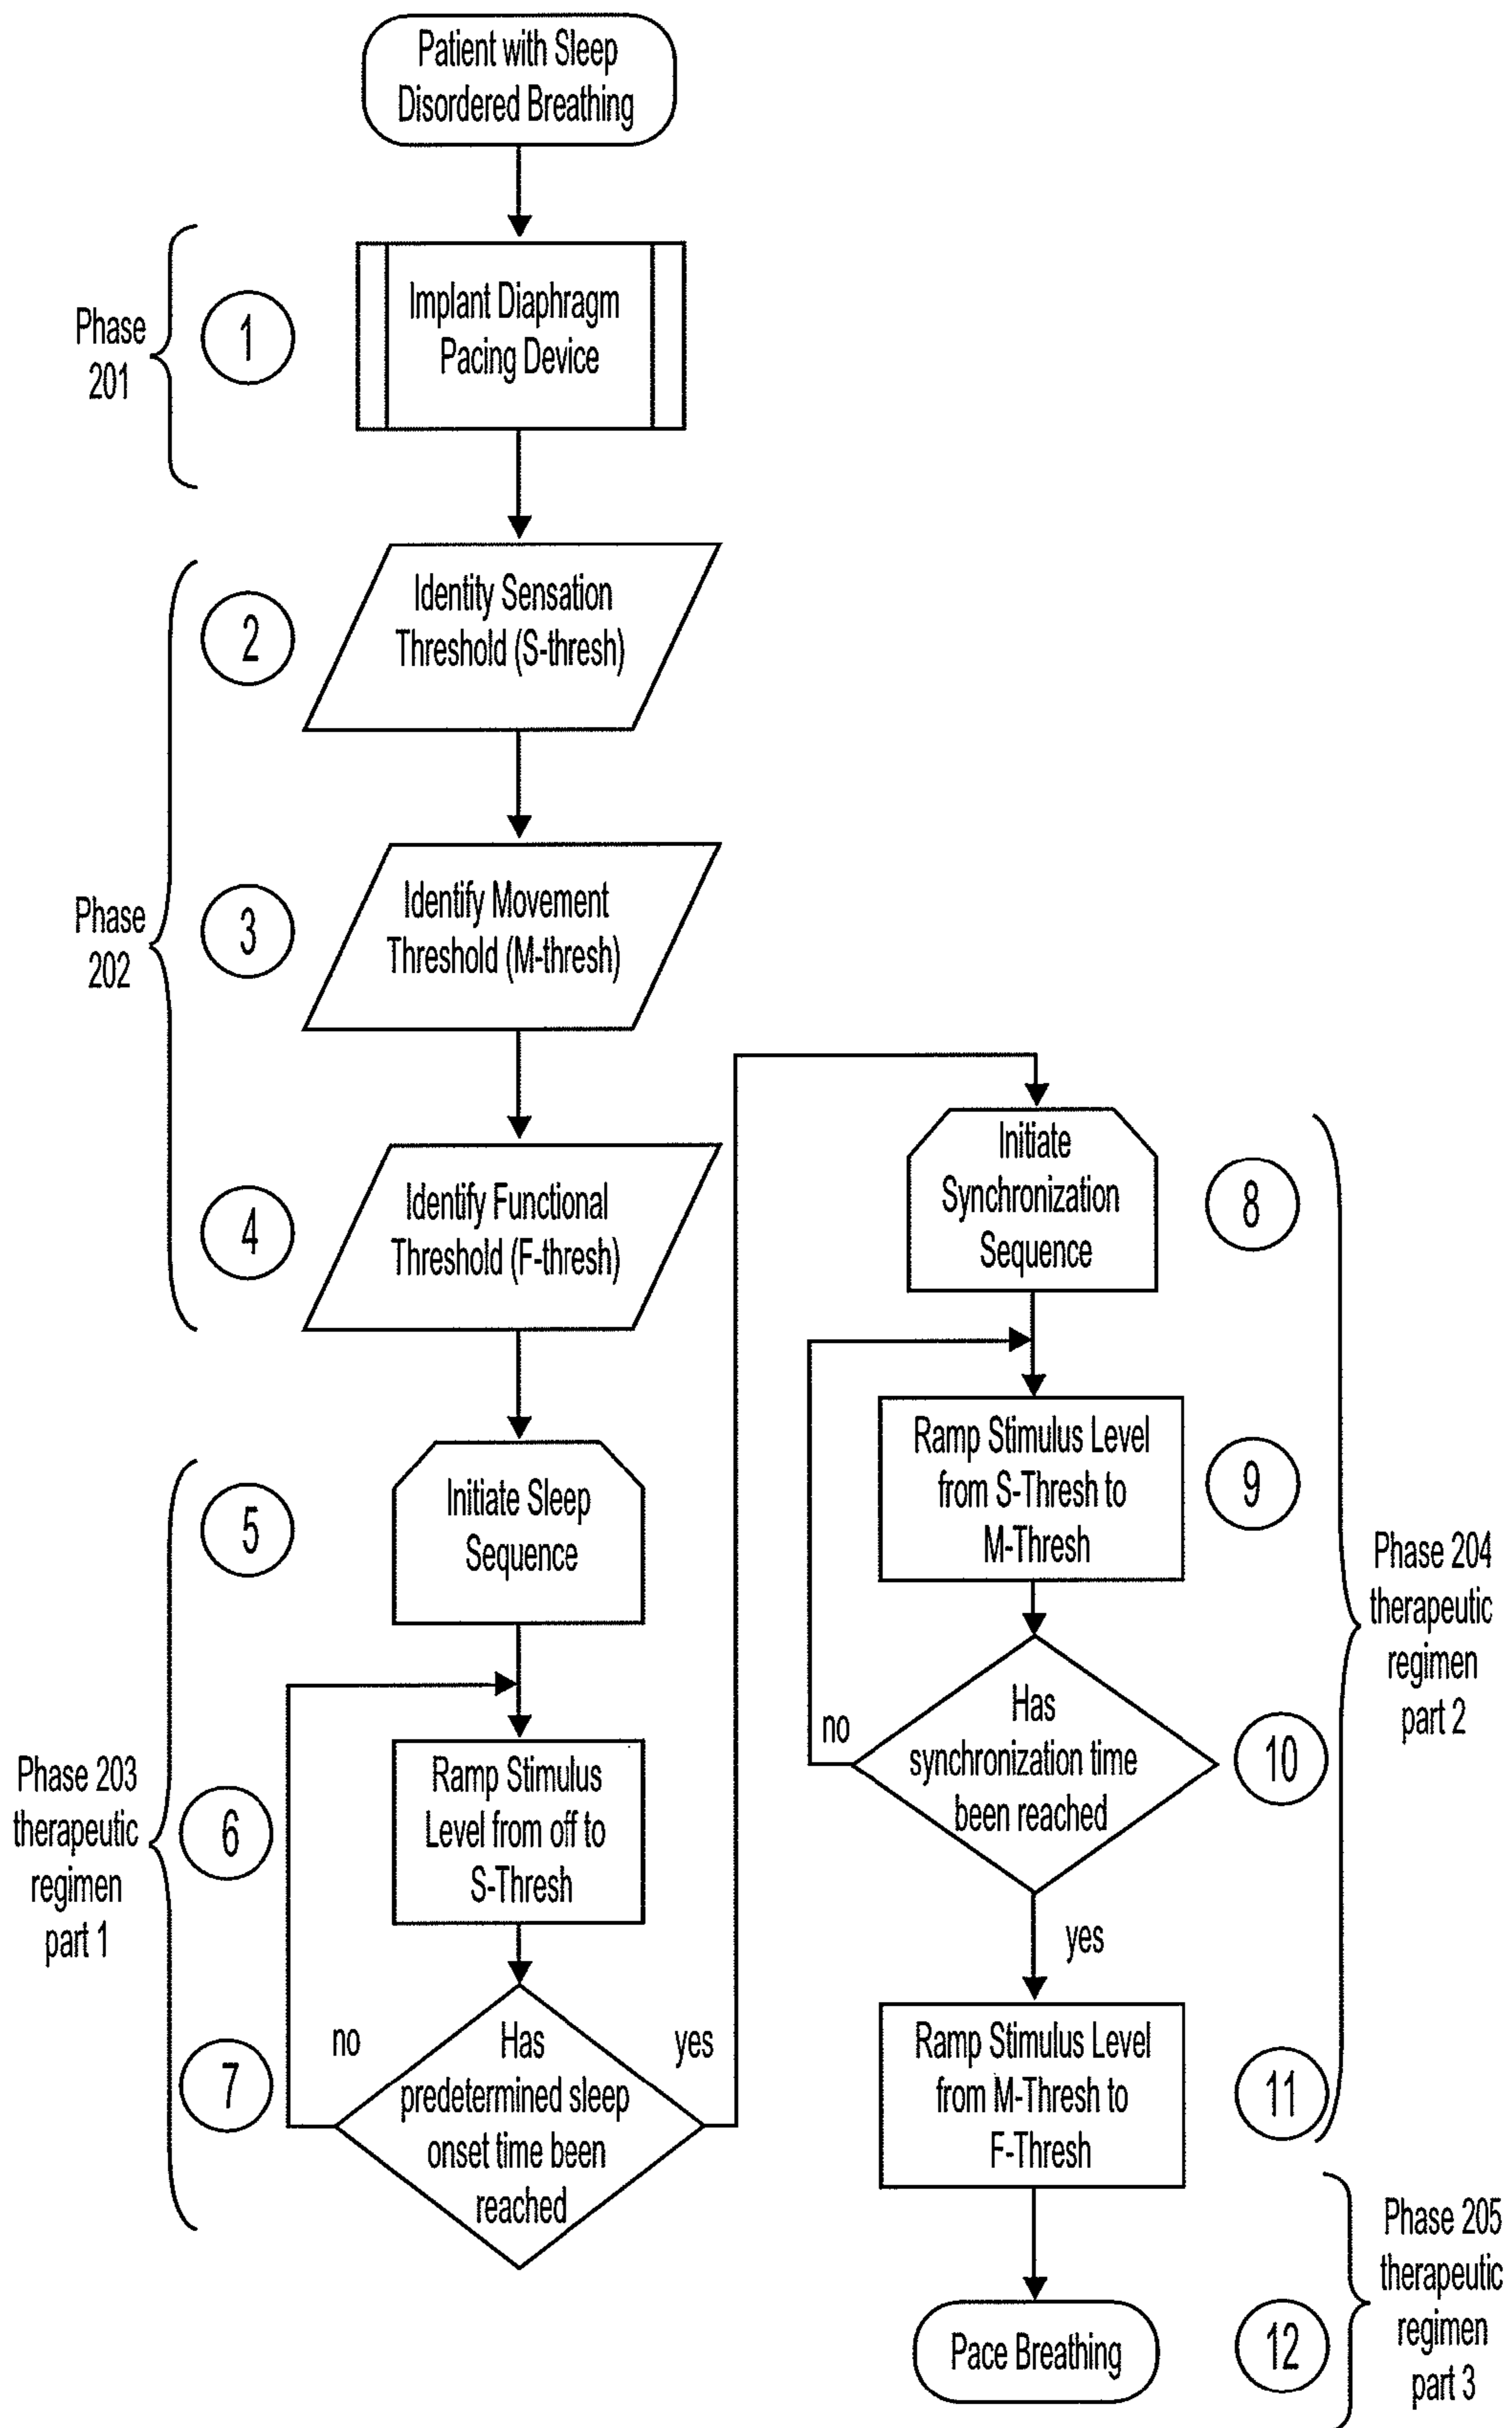 Patient with Sleep
Disordered Breathing
Phase
201
1
Implant Diaphragm
Pacing Device
Phase
202
2
Identity Sensation
Threshold (S-thresh)
3
Identify Movement
Threshold (M-thresh)
4
Identify Functional
Threshold (F-thresh)
Phase 203
therapeutic
regimen
part 1
5
Initiate Sleep
Sequence
6
Ramp Stimulus
Level from off to
S-Thresh
7
no
Has
predetermined sleep
onset time been
reached
yes
Initiate
Synchronization
Sequence
8
Ramp Stimulus Level
from S-Thresh to
M-Thresh
9
no
Has
synchronization time
been reached
10
yes
Ramp Stimulus Level
from M-Thresh to
F-Thresh
11
Phase 204
therapeutic
regimen
part 2
Pace Breathing
12
Phase 205
therapeutic
regimen
part 3